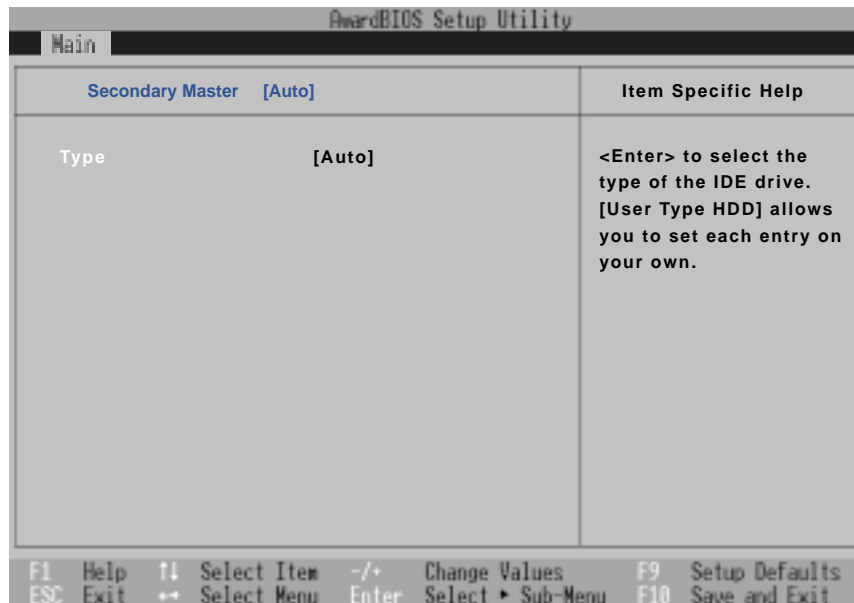 AwardBIOS Setup Utility
Main
Secondary Master [Auto]
Item Specific Help
Type [Auto]
<Enter> to select the
type of the IDE drive.
[User Type HDD] allows
you to set each entry on
your own.
F1 Help ↑↓ Select Item -/+ Change Values F9 Setup Defaults
ESC Exit ←→ Select Menu Enter Select ▸ Sub-Menu F10 Save and Exit